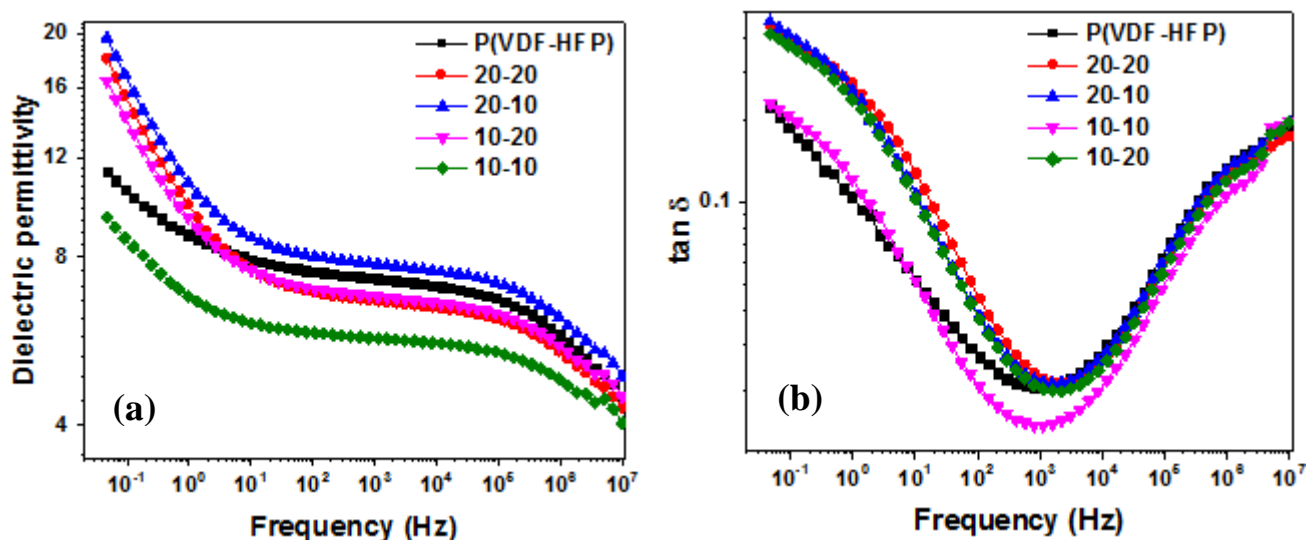 20
16
12
8
4
Dielectric permittivity
P(VDF-HFP)
20-20
20-10
10-20
10-10
(a)
10⁻¹ 10⁰ 10¹ 10² 10³ 10⁴ 10⁵ 10⁶ 10⁷
Frequency (Hz)
0.1
tan δ
P(VDF-HFP)
20-20
20-10
10-10
10-20
(b)
10⁻¹ 10⁰ 10¹ 10² 10³ 10⁴ 10⁵ 10⁶ 10⁷
Frequency (Hz)